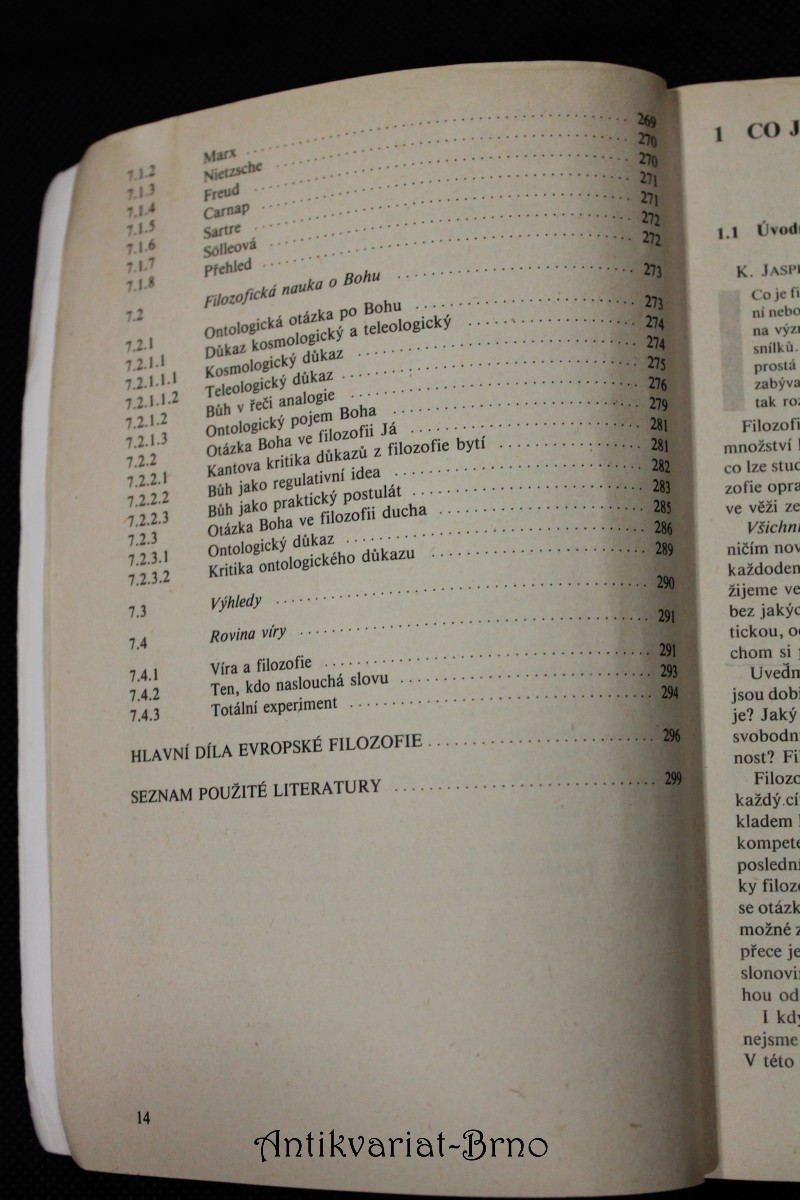 7.1.2 Marx 269
7.1.3 Nietzsche 270
7.1.4 Freud 270
7.1.5 Carnap 271
7.1.6 Sartre 271
7.1.7 Sölleová 272
7.1.8 Přehled 272
7.2 Filozofická nauka o Bohu 273
7.2.1 Ontologická otázka po Bohu 273
7.2.1.1 Důkaz kosmologický a teleologický 274
7.2.1.1.1 Kosmologický důkaz 274
7.2.1.1.2 Teleologický důkaz 275
7.2.1.2 Bůh v řeči analogie 276
7.2.1.3 Ontologický pojem Boha 279
7.2.2 Otázka Boha ve filozofii Já 281
7.2.2.1 Kantova kritika důkazů z filozofie bytí 281
7.2.2.2 Bůh jako regulativní idea 282
7.2.2.3 Bůh jako praktický postulát 283
7.2.3 Otázka Boha ve filozofii ducha 285
7.2.3.1 Ontologický důkaz 286
7.2.3.2 Kritika ontologického důkazu 289
7.3 Výhledy 290
7.4 Rovina víry 291
7.4.1 Víra a filozofie 291
7.4.2 Ten, kdo naslouchá slovu 293
7.4.3 Totální experiment 294
HLAVNÍ DÍLA EVROPSKÉ FILOZOFIE 296
SEZNAM POUŽITÉ LITERATURY 299
14
1 CO J
1.1 Úvod
K. JASP
Co je fi
ní nebo
na význ
snílků.
prostá
zabýva
tak roz
Filozofi
množství
co lze stud
zofie opra
ve věži ze
Všichni
ničím nov
každoden
žijeme ve
bez jakýc
tickou, o
chom si
Uvedn
jsou dobi
je? Jaký
svobodn
nost? Fi
Filozo
každý cí
kladem
kompete
poslední
ky filoz
se otázk
možné z
přece je
slonovi
hou od
I kdy
nejsme
V této
Antikvariat-Brno